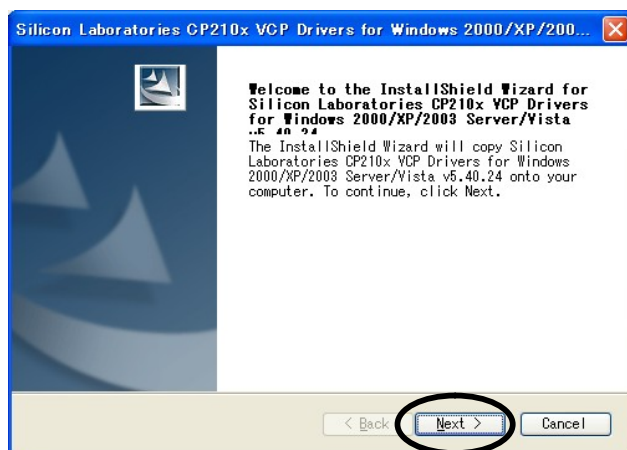 Silicon Laboratories CP210x VCP Drivers for Windows 2000/XP/200...
Welcome to the InstallShield Wizard for
Silicon Laboratories CP210x VCP Drivers
for Windows 2000/XP/2003 Server/Vista
v5.40.24
The InstallShield Wizard will copy Silicon
Laboratories CP210x VCP Drivers for Windows
2000/XP/2003 Server/Vista v5.40.24 onto your
computer. To continue, click Next.
< Back
Next >
Cancel